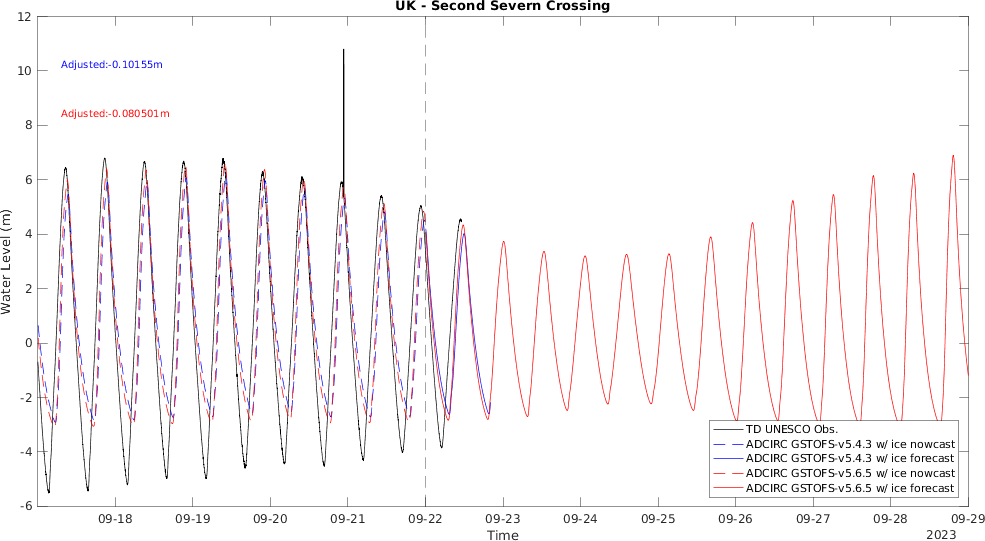 UK - Second Severn Crossing
Adjusted:-0.10155m
Adjusted:-0.080501m
Water Level (m)
12
10
8
6
4
2
0
-2
-4
-6
TD UNESCO Obs.
ADCIRC GSTOFS-v5.4.3 w/ ice nowcast
ADCIRC GSTOFS-v5.4.3 w/ ice forecast
ADCIRC GSTOFS-v5.6.5 w/ ice nowcast
ADCIRC GSTOFS-v5.6.5 w/ ice forecast
09-18 09-19 09-20 09-21 09-22 09-23 09-24 09-25 09-26 09-27 09-28 09-29
2023
Time